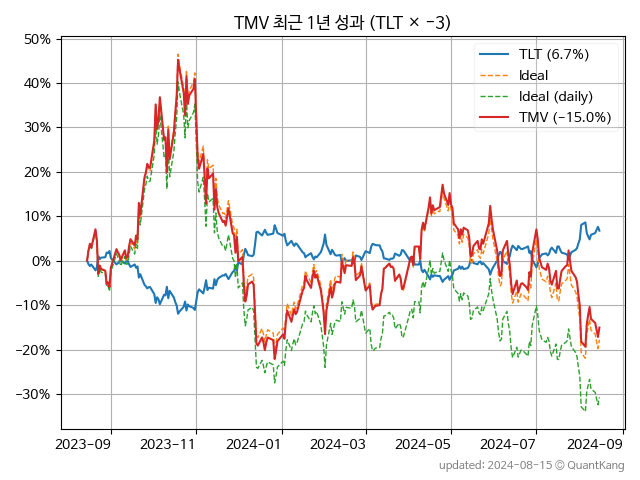 TMV 최근 1년 성과 (TLT × −3)
50%
40%
30%
20%
10%
0%
−10%
−20%
−30%
TLT (6.7%)
Ideal
Ideal (daily)
TMV (−15.0%)
2023-09
2023-11
2024-01
2024-03
2024-05
2024-07
2024-09
updated: 2024-08-15 © QuantKang